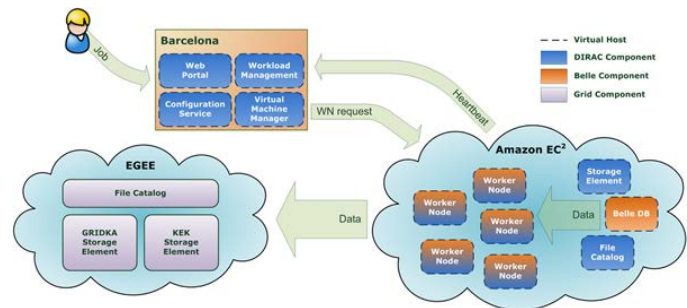 Job
Barcelona
Web
Portal
Workload
Management
Configuration
Service
Virtual
Machine
Manager
WN request
Heartbeat
Virtual Host
DIRAC Component
Belle Component
Grid Component
EGEE
File Catalog
GRIDKA
Storage
Element
KEK
Storage
Element
Data
Amazon EC²
Worker
Node
Worker
Node
Worker
Node
Worker
Node
Worker
Node
Worker
Node
Data
Storage
Element
Belle DB
File
Catalog